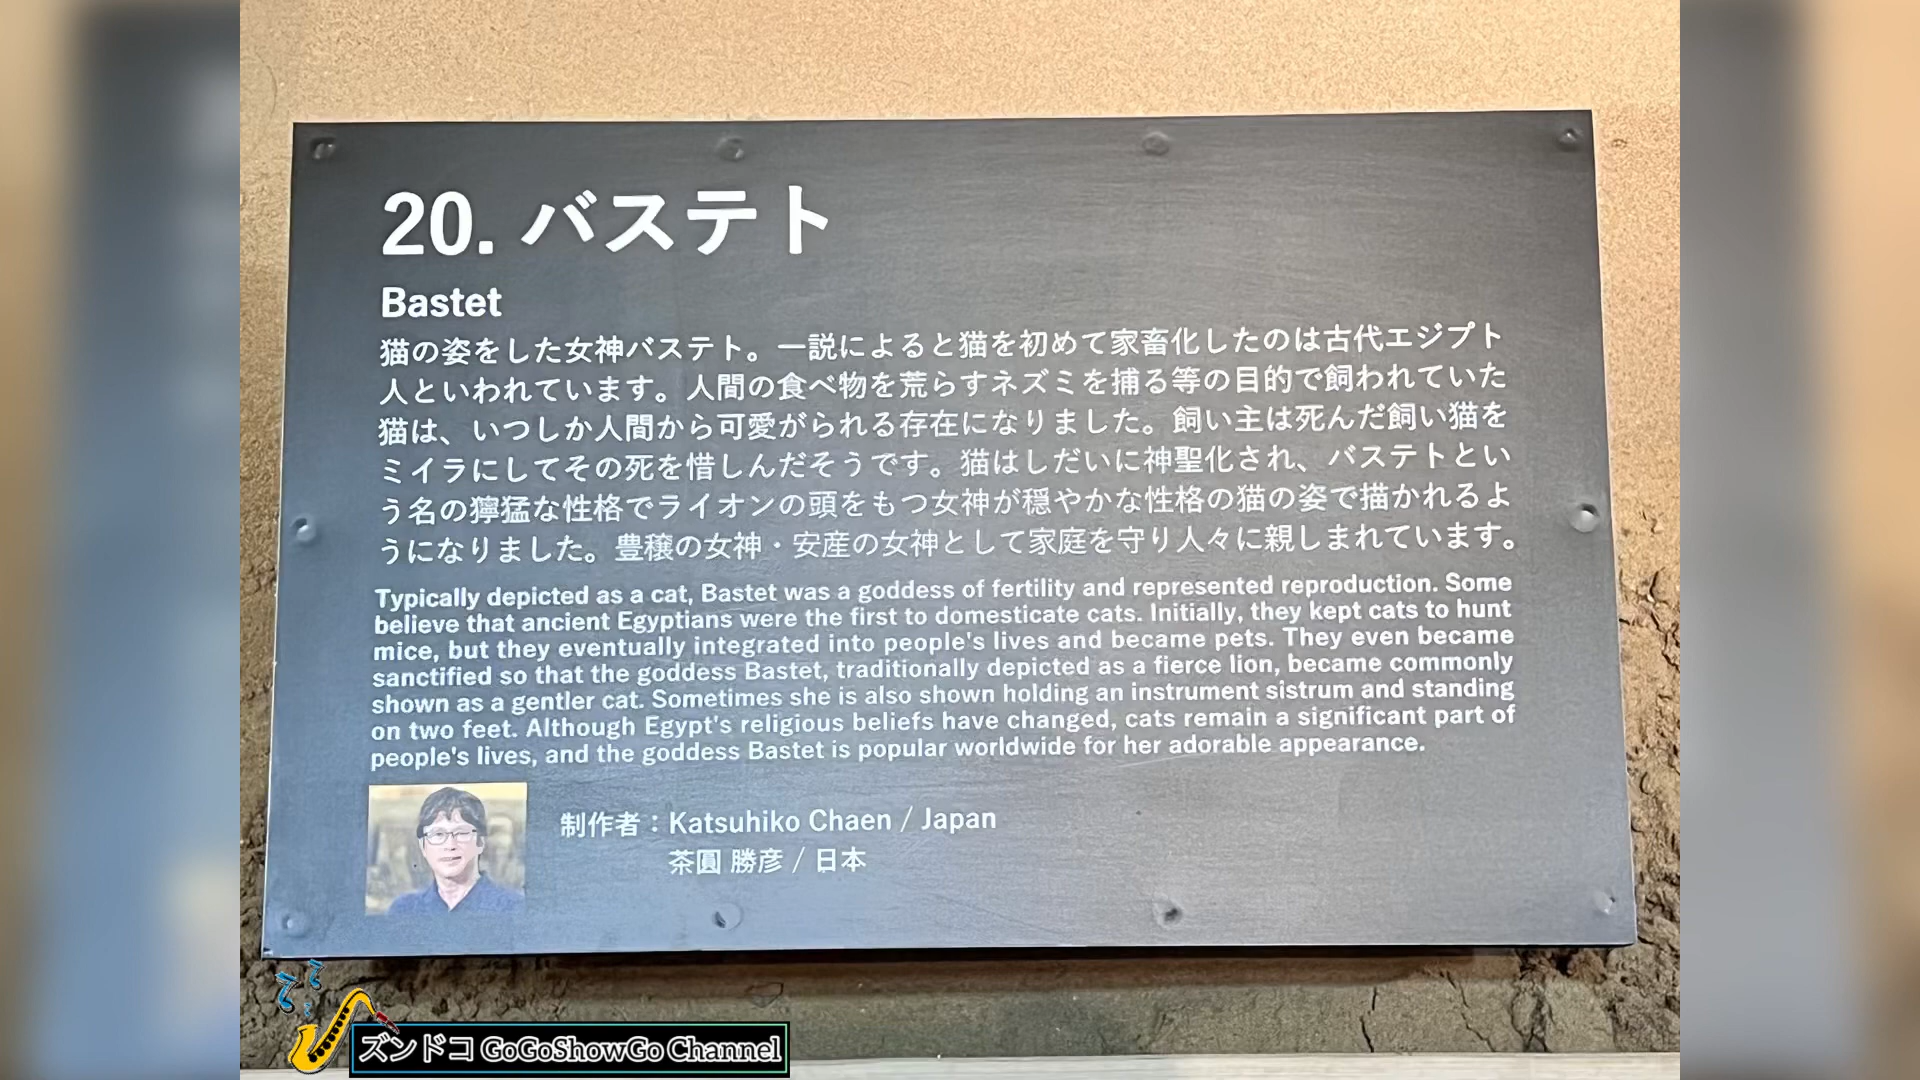 20. バステト
Bastet
猫の姿をした女神バステト。一説によると猫を初めて家畜化したのは古代エジプト
人といわれています。人間の食べ物を荒らすネズミを捕る等の目的で飼われていた
猫は、いつしか人間から可愛がられる存在になりました。飼い主は死んだ飼い猫を
ミイラにしてその死を惜しんだそうです。猫はしだいに神聖化され、バステトとい
う名の獰猛な性格でライオンの頭をもつ女神が穏やかな性格の猫の姿で描かれるよ
うになりました。豊穣の女神・安産の女神として家庭を守り人々に親しまれています。
Typically depicted as a cat, Bastet was a goddess of fertility and represented reproduction. Some
believe that ancient Egyptians were the first to domesticate cats. Initially, they kept cats to hunt
mice, but they eventually integrated into people's lives and became pets. They even became
sanctified so that the goddess Bastet, traditionally depicted as a fierce lion, became commonly
shown as a gentler cat. Sometimes she is also shown holding an instrument sistrum and standing
on two feet. Although Egypt's religious beliefs have changed, cats remain a significant part of
people's lives, and the goddess Bastet is popular worldwide for her adorable appearance.
制作者：Katsuhiko Chaen / Japan
茶圓 勝彦 / 日本
ズンドコ GoGoShowGo Channel